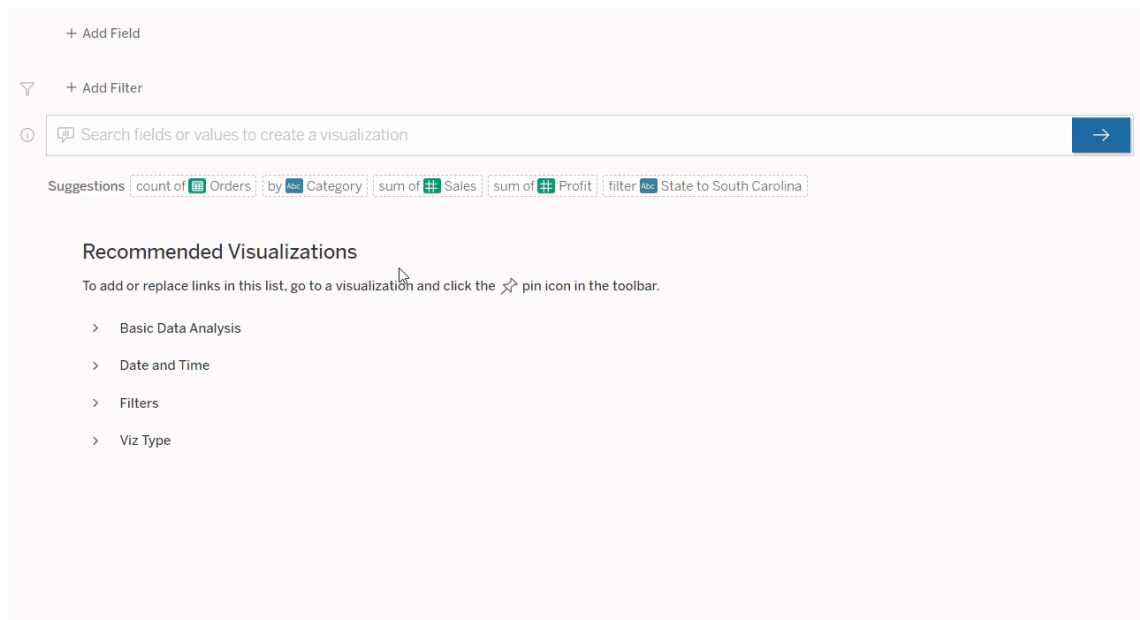 + Add Field
+ Add Filter
Search fields or values to create a visualization
Suggestions count of Orders by Abc Category sum of Sales sum of Profit filter Abc State to South Carolina
Recommended Visualizations
To add or replace links in this list, go to a visualization and click the pin icon in the toolbar.
Basic Data Analysis
Date and Time
Filters
Viz Type